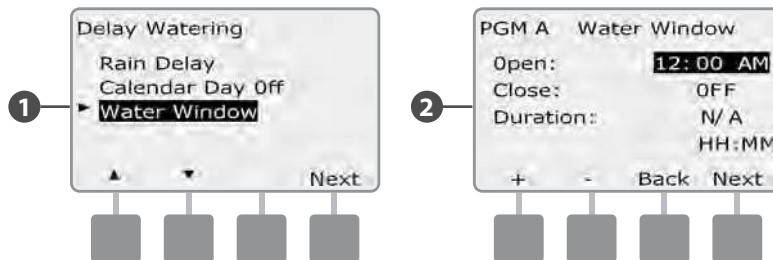 1
Delay Watering
Rain Delay
Calendar Day Off
► Water Window
▲ ▼ Next
2
PGM A Water Window
Open: 12:00 AM
Close: OFF
Duration: N/A
HH:MM
+ - Back Next